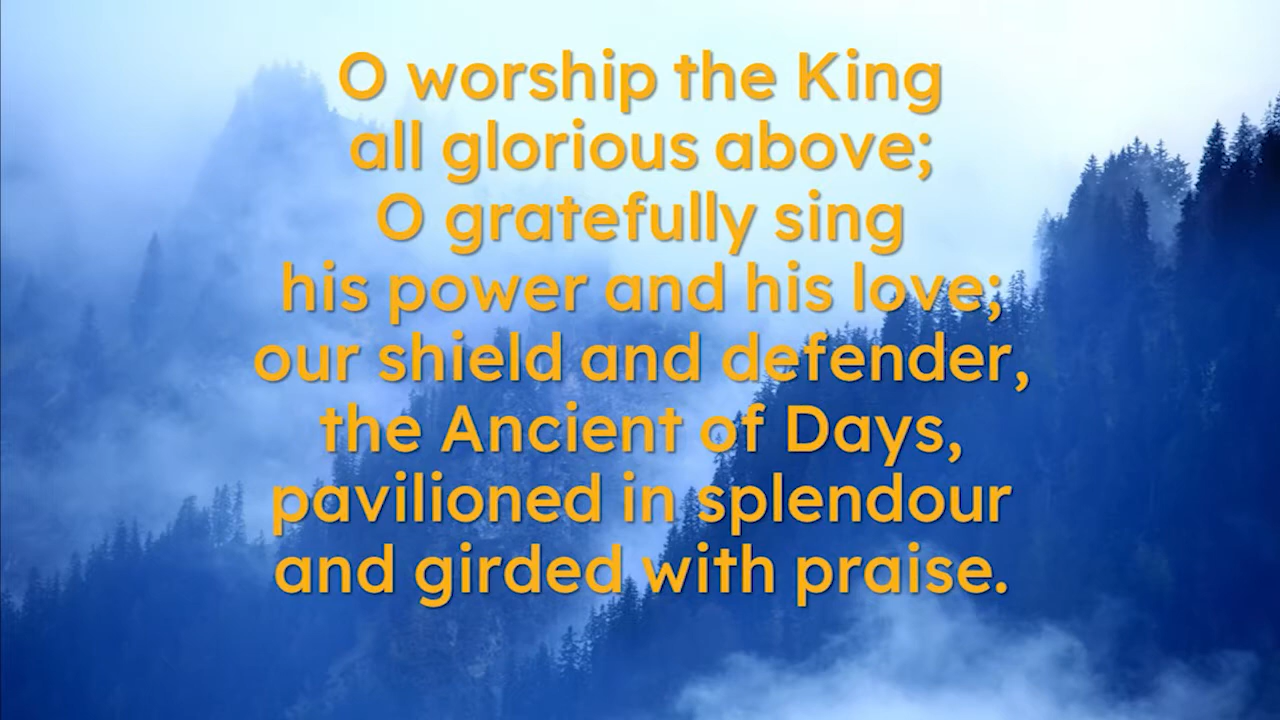 O worship the King
all glorious above;
O gratefully sing
his power and his love;
our shield and defender,
the Ancient of Days,
pavilioned in splendour
and girded with praise.